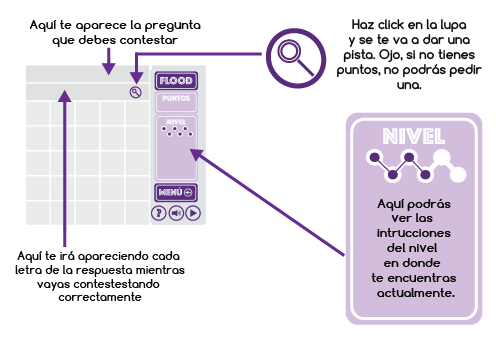 Aquí te aparece la pregunta
que debes contestar
Haz click en la lupa
y se te va a dar una
pista. Ojo, si no tienes
puntos, no podrás pedir
una.
FLOOD
PUNTOS
NIVEL
MENÚ
?
NIVEL
Aquí podrás
ver las
intrucciones
del nivel
en donde
te encuentras
actualmente.
Aquí te irá apareciendo cada
letra de la respuesta mientras
vayas contestestando
correctamente